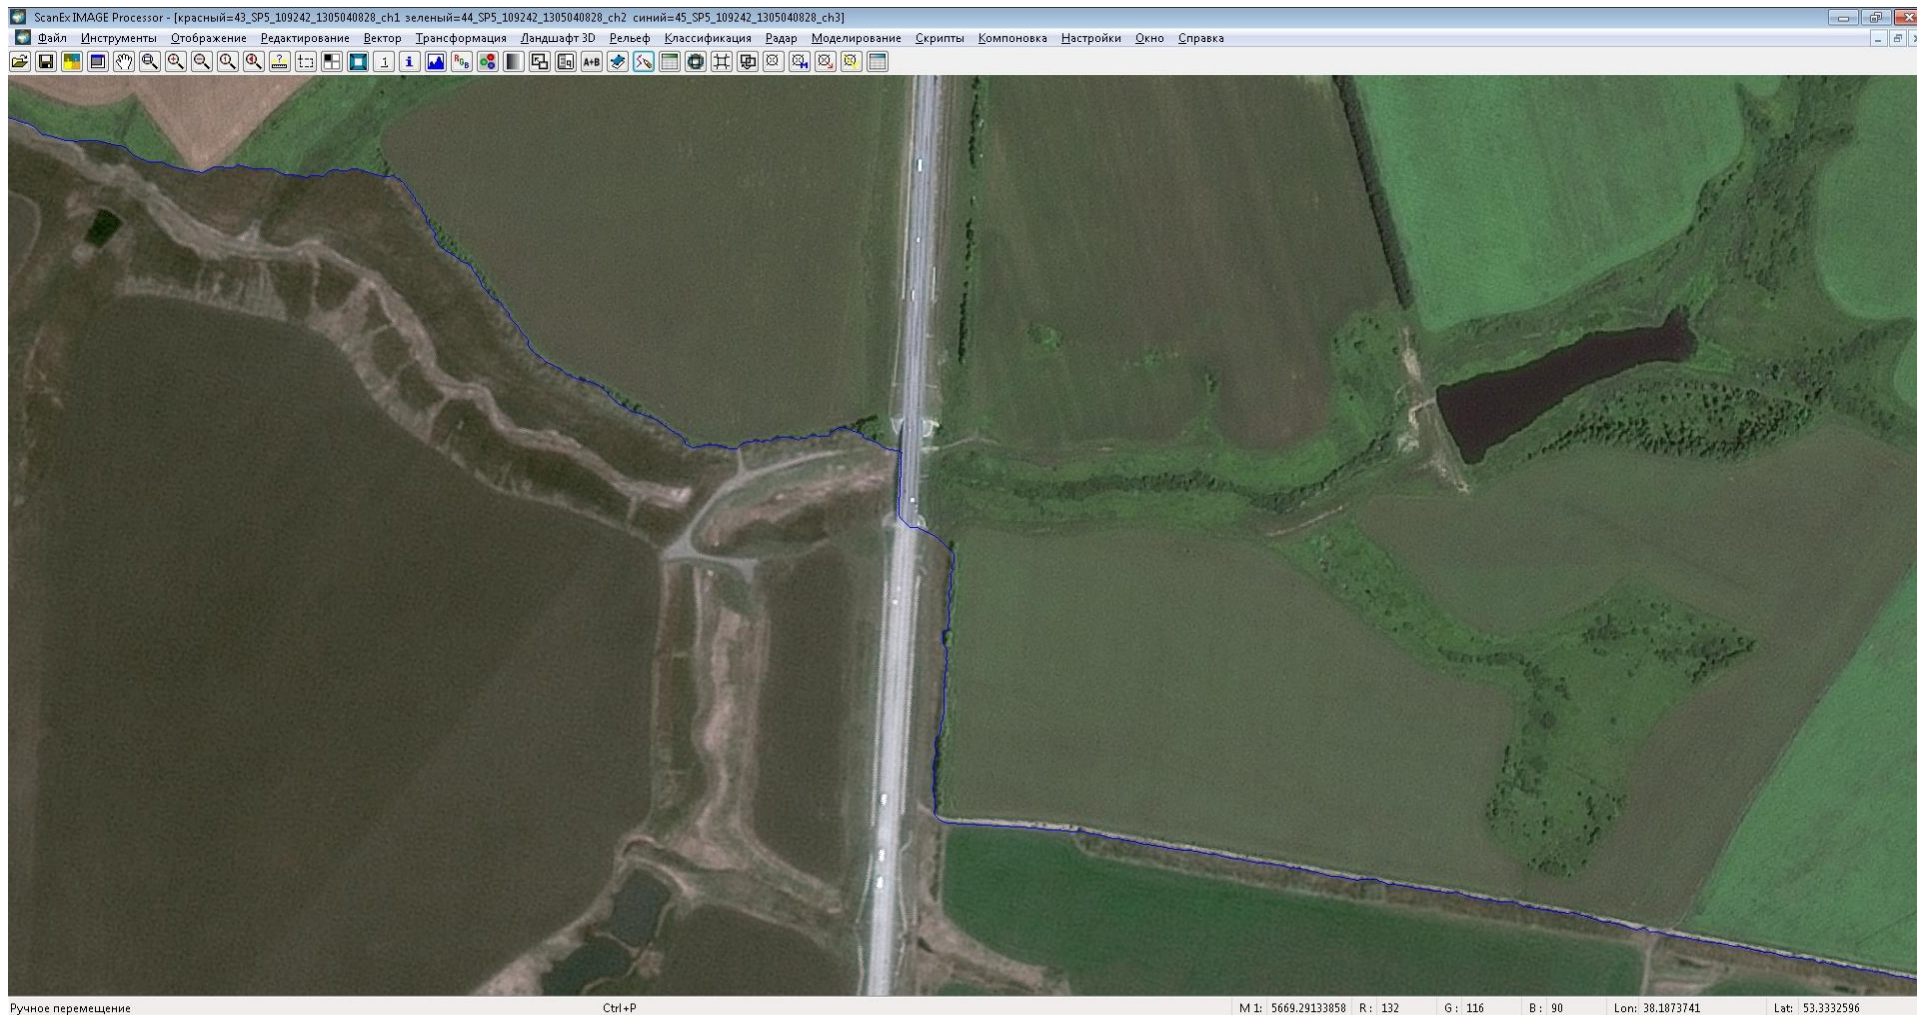 ScanEx IMAGE Processor - [красный=43_SP5_109242_1305040828_ch1 зеленый=44_SP5_109242_1305040828_ch2 синий=45_SP5_109242_1305040828_ch3]
Файл Инструменты Отображение Редактирование Вектор Трансформация Ландшафт 3D Рельеф Классификация Радар Моделирование Скрипты Компоновка Настройки Окно Справка
1 i RGB A+B
Ручное перемещение Ctrl+P M 1: 5669.29133858 R: 132 G: 116 B: 90 Lon: 38.1873741 Lat: 53.3332596